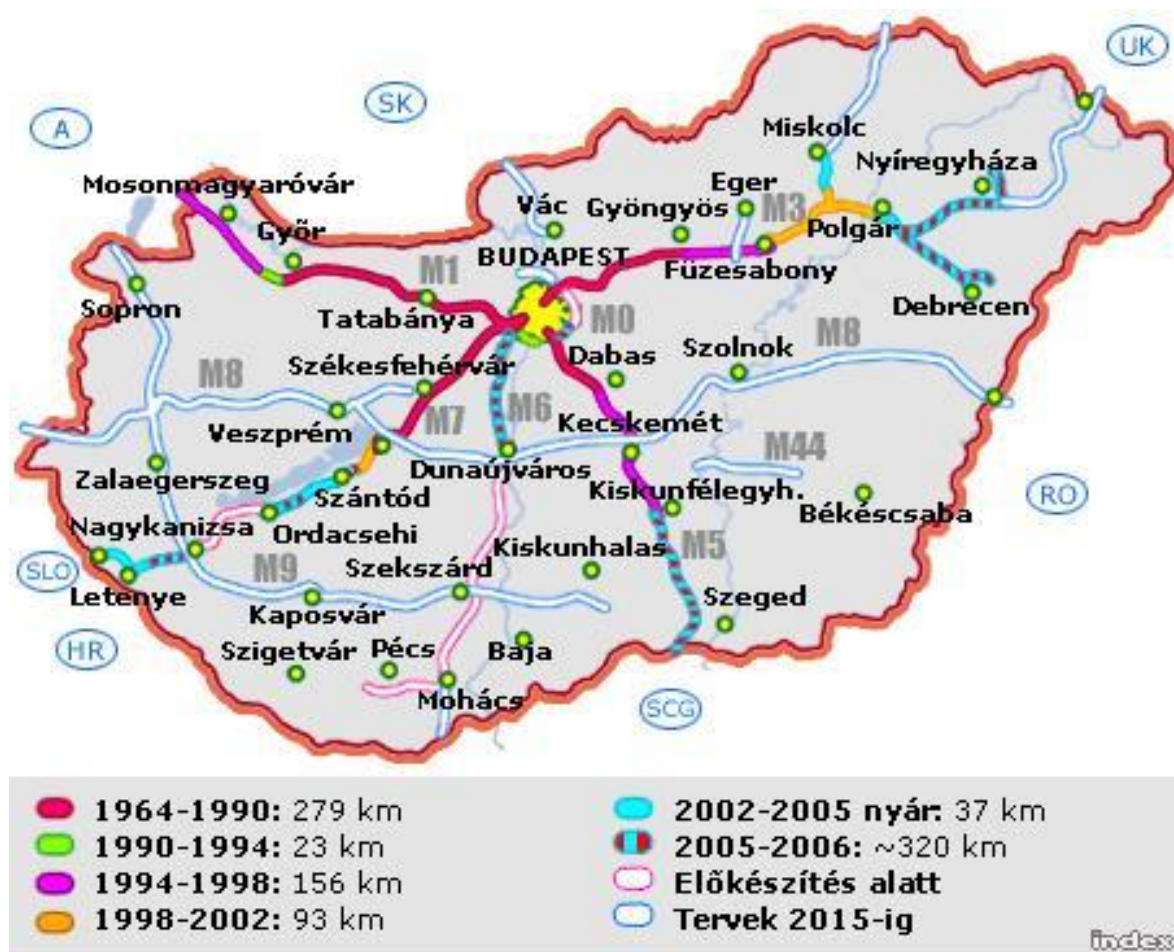 UK
SK
A
Miskolc
Nyíregyháza
Mosonmagyaróvár
Eger
Vác
Gyöngyös
M3
Polgár
Győr
BUDAPEST
Füzesabony
M1
Sopron
Tatabánya
M0
Debrecen
Dabas
Szolnok
M8
Székesfehérvár
M8
M7
M6
Veszprém
Kecskemét
M44
Zalaegerszeg
Dunaújváros
Szántód
Kiskunfélegyh.
Békéscsaba
RO
Nagykanizsa
Ordacsehi
M5
Kiskunhalas
SLO
M9
Szekszárd
Letenye
Kaposvár
Szeged
HR
Szigetvár
Pécs
Baja
Mohács
SCG
1964-1990: 279 km
1990-1994: 23 km
1994-1998: 156 km
1998-2002: 93 km
2002-2005 nyár: 37 km
2005-2006: ~320 km
Előkészítés alatt
Tervek 2015-ig
index